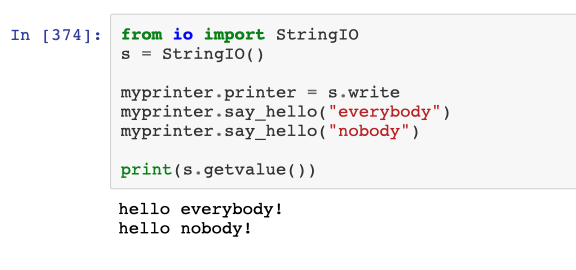 In [374]: from io import StringIO
s = StringIO()
myprinter.printer = s.write
myprinter.say_hello("everybody")
myprinter.say_hello("nobody")
print(s.getvalue())
hello everybody!
hello nobody!